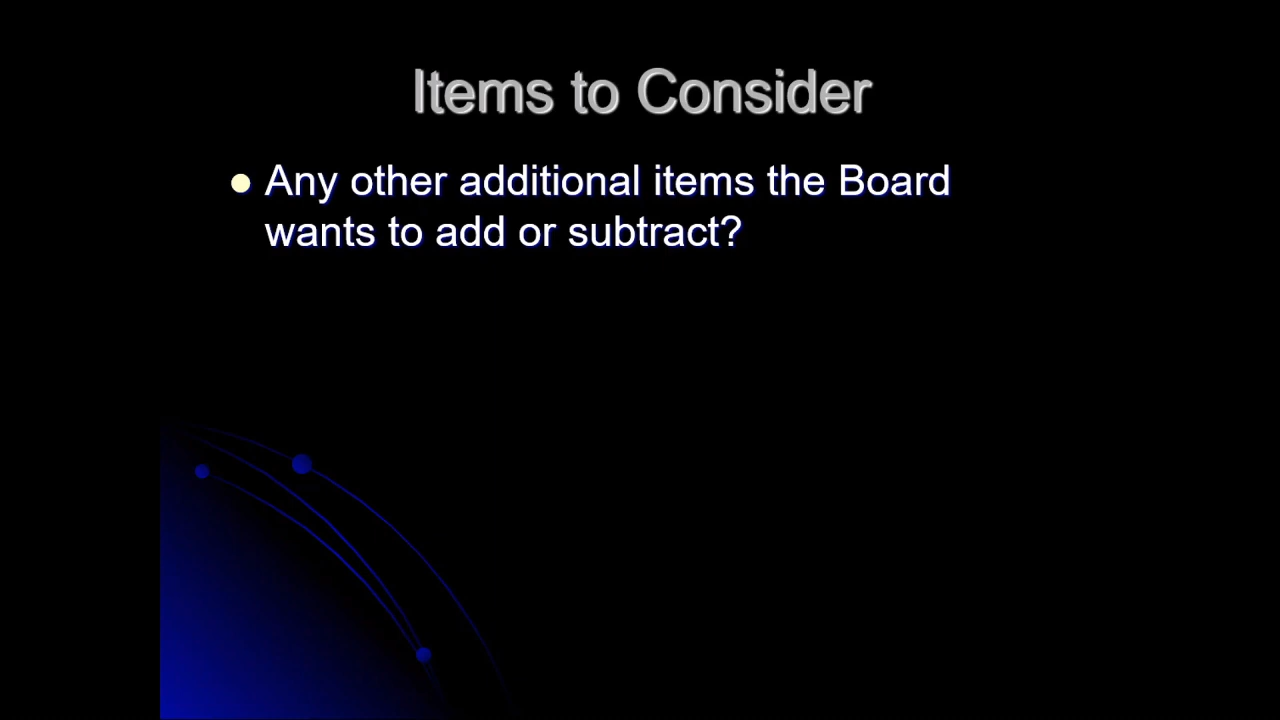 Items to Consider
Any other additional items the Board
wants to add or subtract?